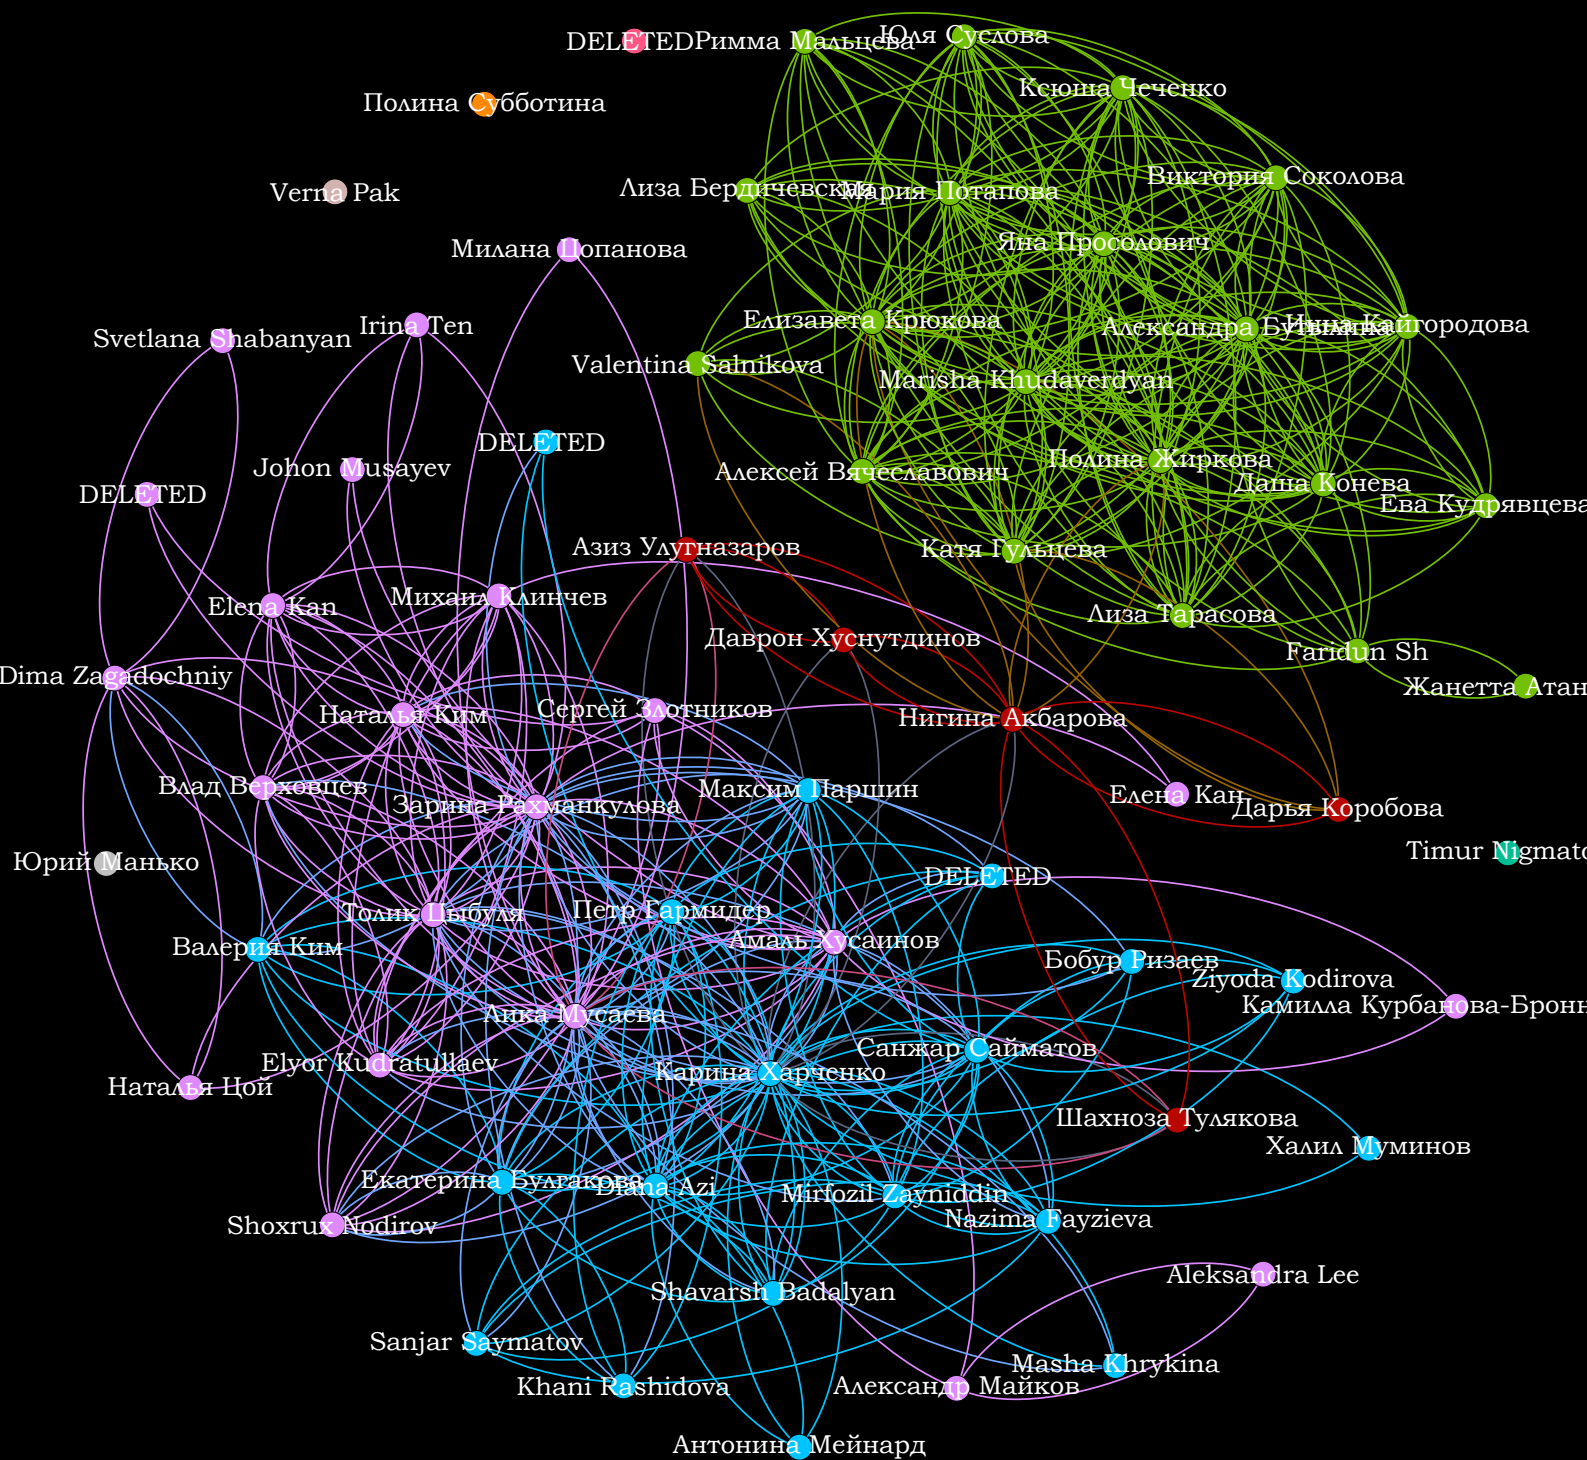 DELETED
Римма Мальцева
Юля Суслова
Ксюша Чеченко
Полина Субботина
Verna Pak
Лиза Бердичевская
Мария Потапова
Виктория Соколова
Милана Цопанова
Яна Просолович
Svetlana Shabanyan
Irina Ten
Елизавета Крюкова
Александра Бутылина
Инна Кайгородова
Valentina Salnikova
Marisha Khudaverdyan
DELETED
Johon Musayev
Алексей Вячеславович
Полина Жиркова
Даша Конева
DELETED
Ева Кудрявцева
Азиз Улугназаров
Катя Гульцева
Elena Kan
Михаил Клинчев
Лиза Тарасова
Даврон Хуснутдинов
Faridun Sh
Dima Zagadochniy
Жанетта Атан
Наталья Ким
Сергей Злотников
Нигина Акбарова
Влад Верховцев
Зарина Рахманкулова
Максим Паршин
Елена Кан
Дарья Коробова
Юрий Манько
Timur Nigmato
DELETED
Толик Цыбуля
Петр Гармидер
Валерия Ким
Амаль Хусаинов
Бобур Ризаев
Ziyoda Kodirova
Камилла Курбанова-Бронн
Лика Мусаева
Elyor Kudratullaev
Санжар Сайматов
Карина Харченко
Наталья Цой
Шахноза Тулякова
Халил Муминов
Екатерина Булгакова
Diana Azi
Mirfozil Zayniddin
Nazima Fayzieva
Shoxrux Nodirov
Aleksandra Lee
Shavarsh Badalyan
Sanjar Saymatov
Masha Khrykina
Khani Rashidova
Александр Майков
Антонина Мейнард